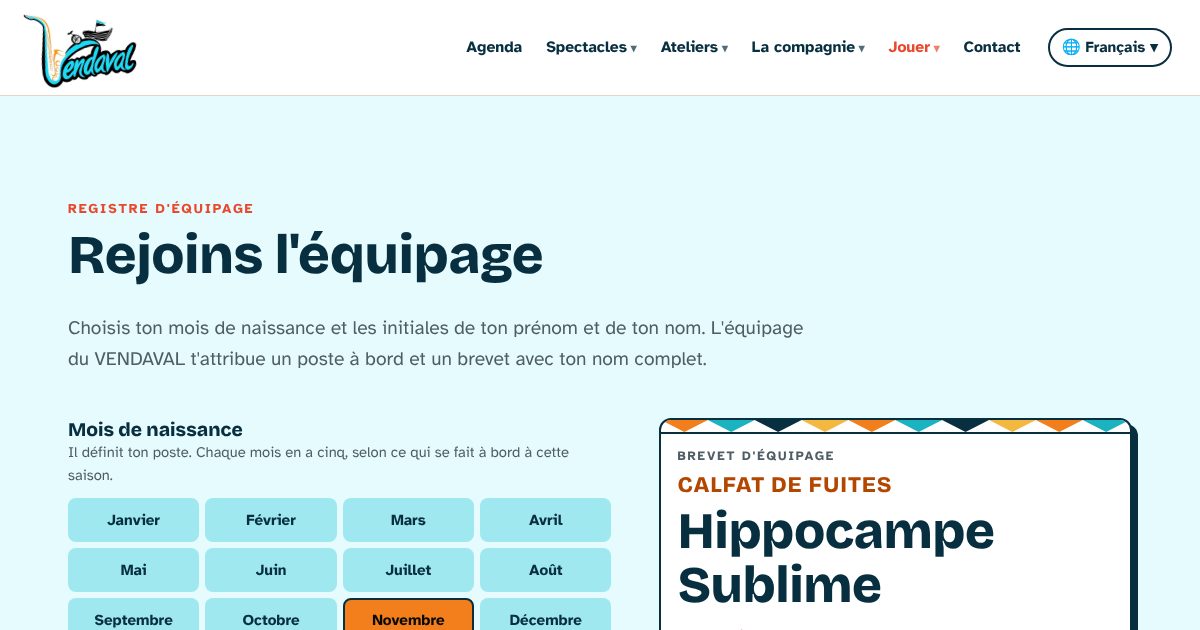 Vendaval
Agenda Spectacles ▾ Ateliers ▾ La compagnie ▾ Jouer ▾ Contact 🌐 Français ▾
REGISTRE D'ÉQUIPAGE
Rejoins l'équipage
Choisis ton mois de naissance et les initiales de ton prénom et de ton nom. L'équipage
du VENDAVAL t'attribue un poste à bord et un brevet avec ton nom complet.
Mois de naissance
Il définit ton poste. Chaque mois en a cinq, selon ce qui se fait à bord à cette
saison.
Janvier Février Mars Avril
Mai Juin Juillet Août
Septembre Octobre Novembre Décembre
BREVET D'ÉQUIPAGE
CALFAT DE FUITES
Hippocampe
Sublime